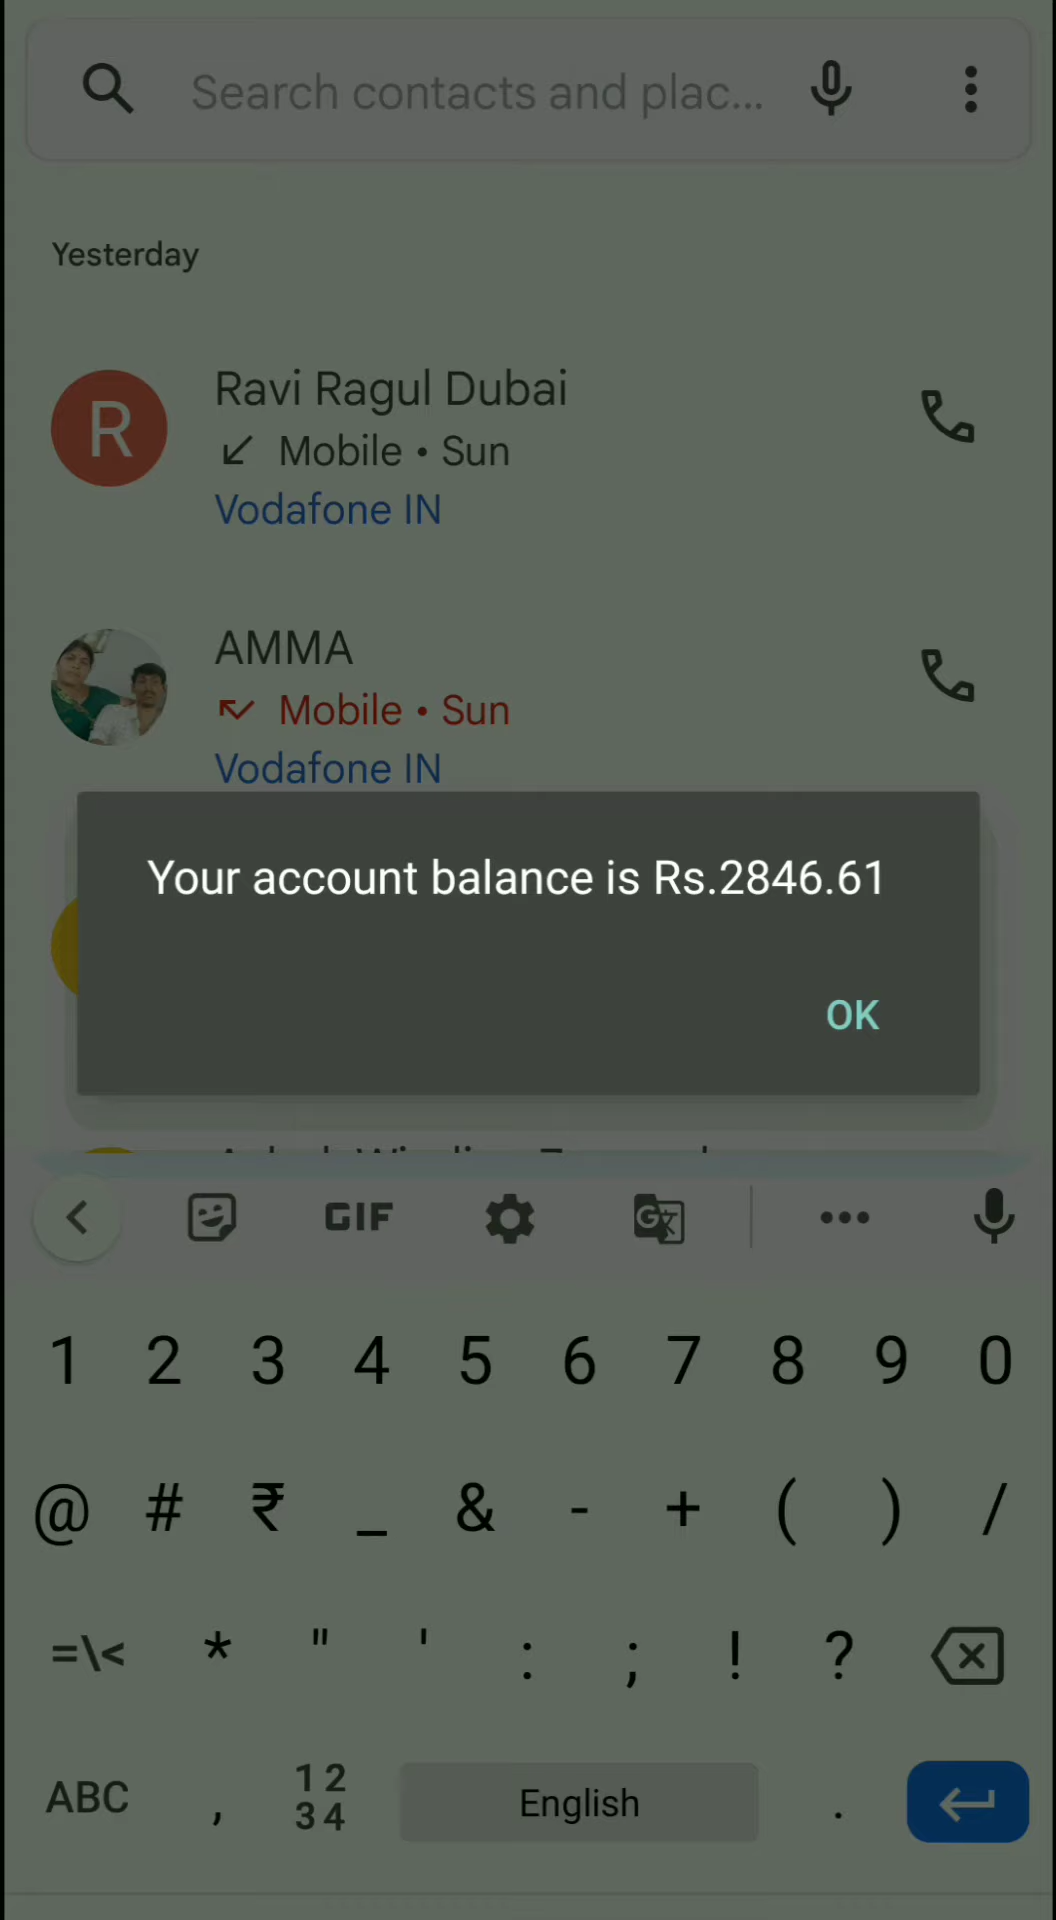 Search contacts and plac...
Yesterday
R
Ravi Ragul Dubai
Mobile • Sun
Vodafone IN
AMMA
Mobile • Sun
Vodafone IN
Your account balance is Rs.2846.61
OK
GIF
G
1 2 3 4 5 6 7 8 9 0
@ # ₹ _ & - + ( ) /
=\< * " ' : ; ! ?
ABC , 12 English .
34